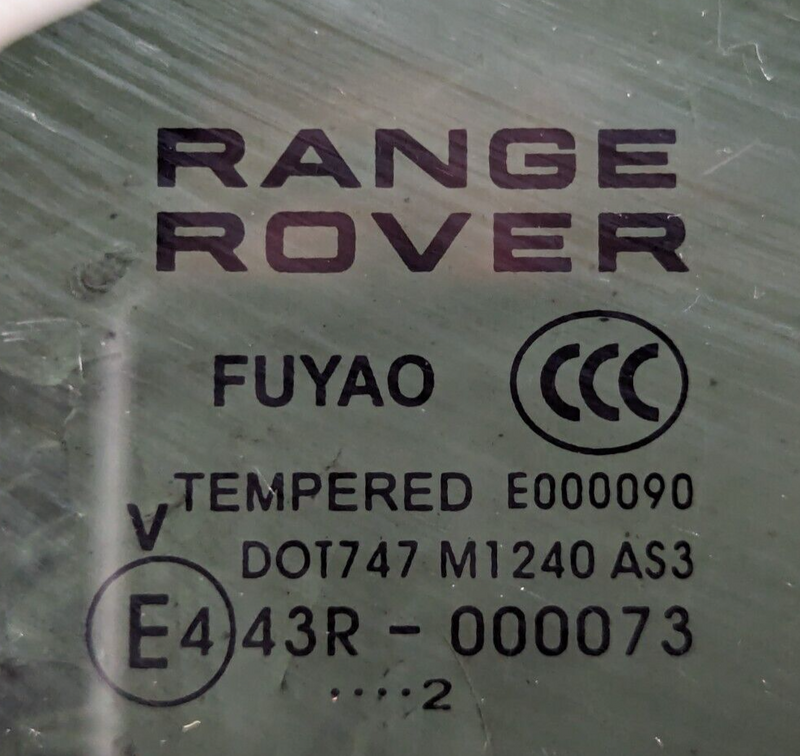 RANGE
ROVER
FUYAO CCC
TEMPERED E000090
V
DOT747 M1240 AS3
E4 43R - 000073
....2